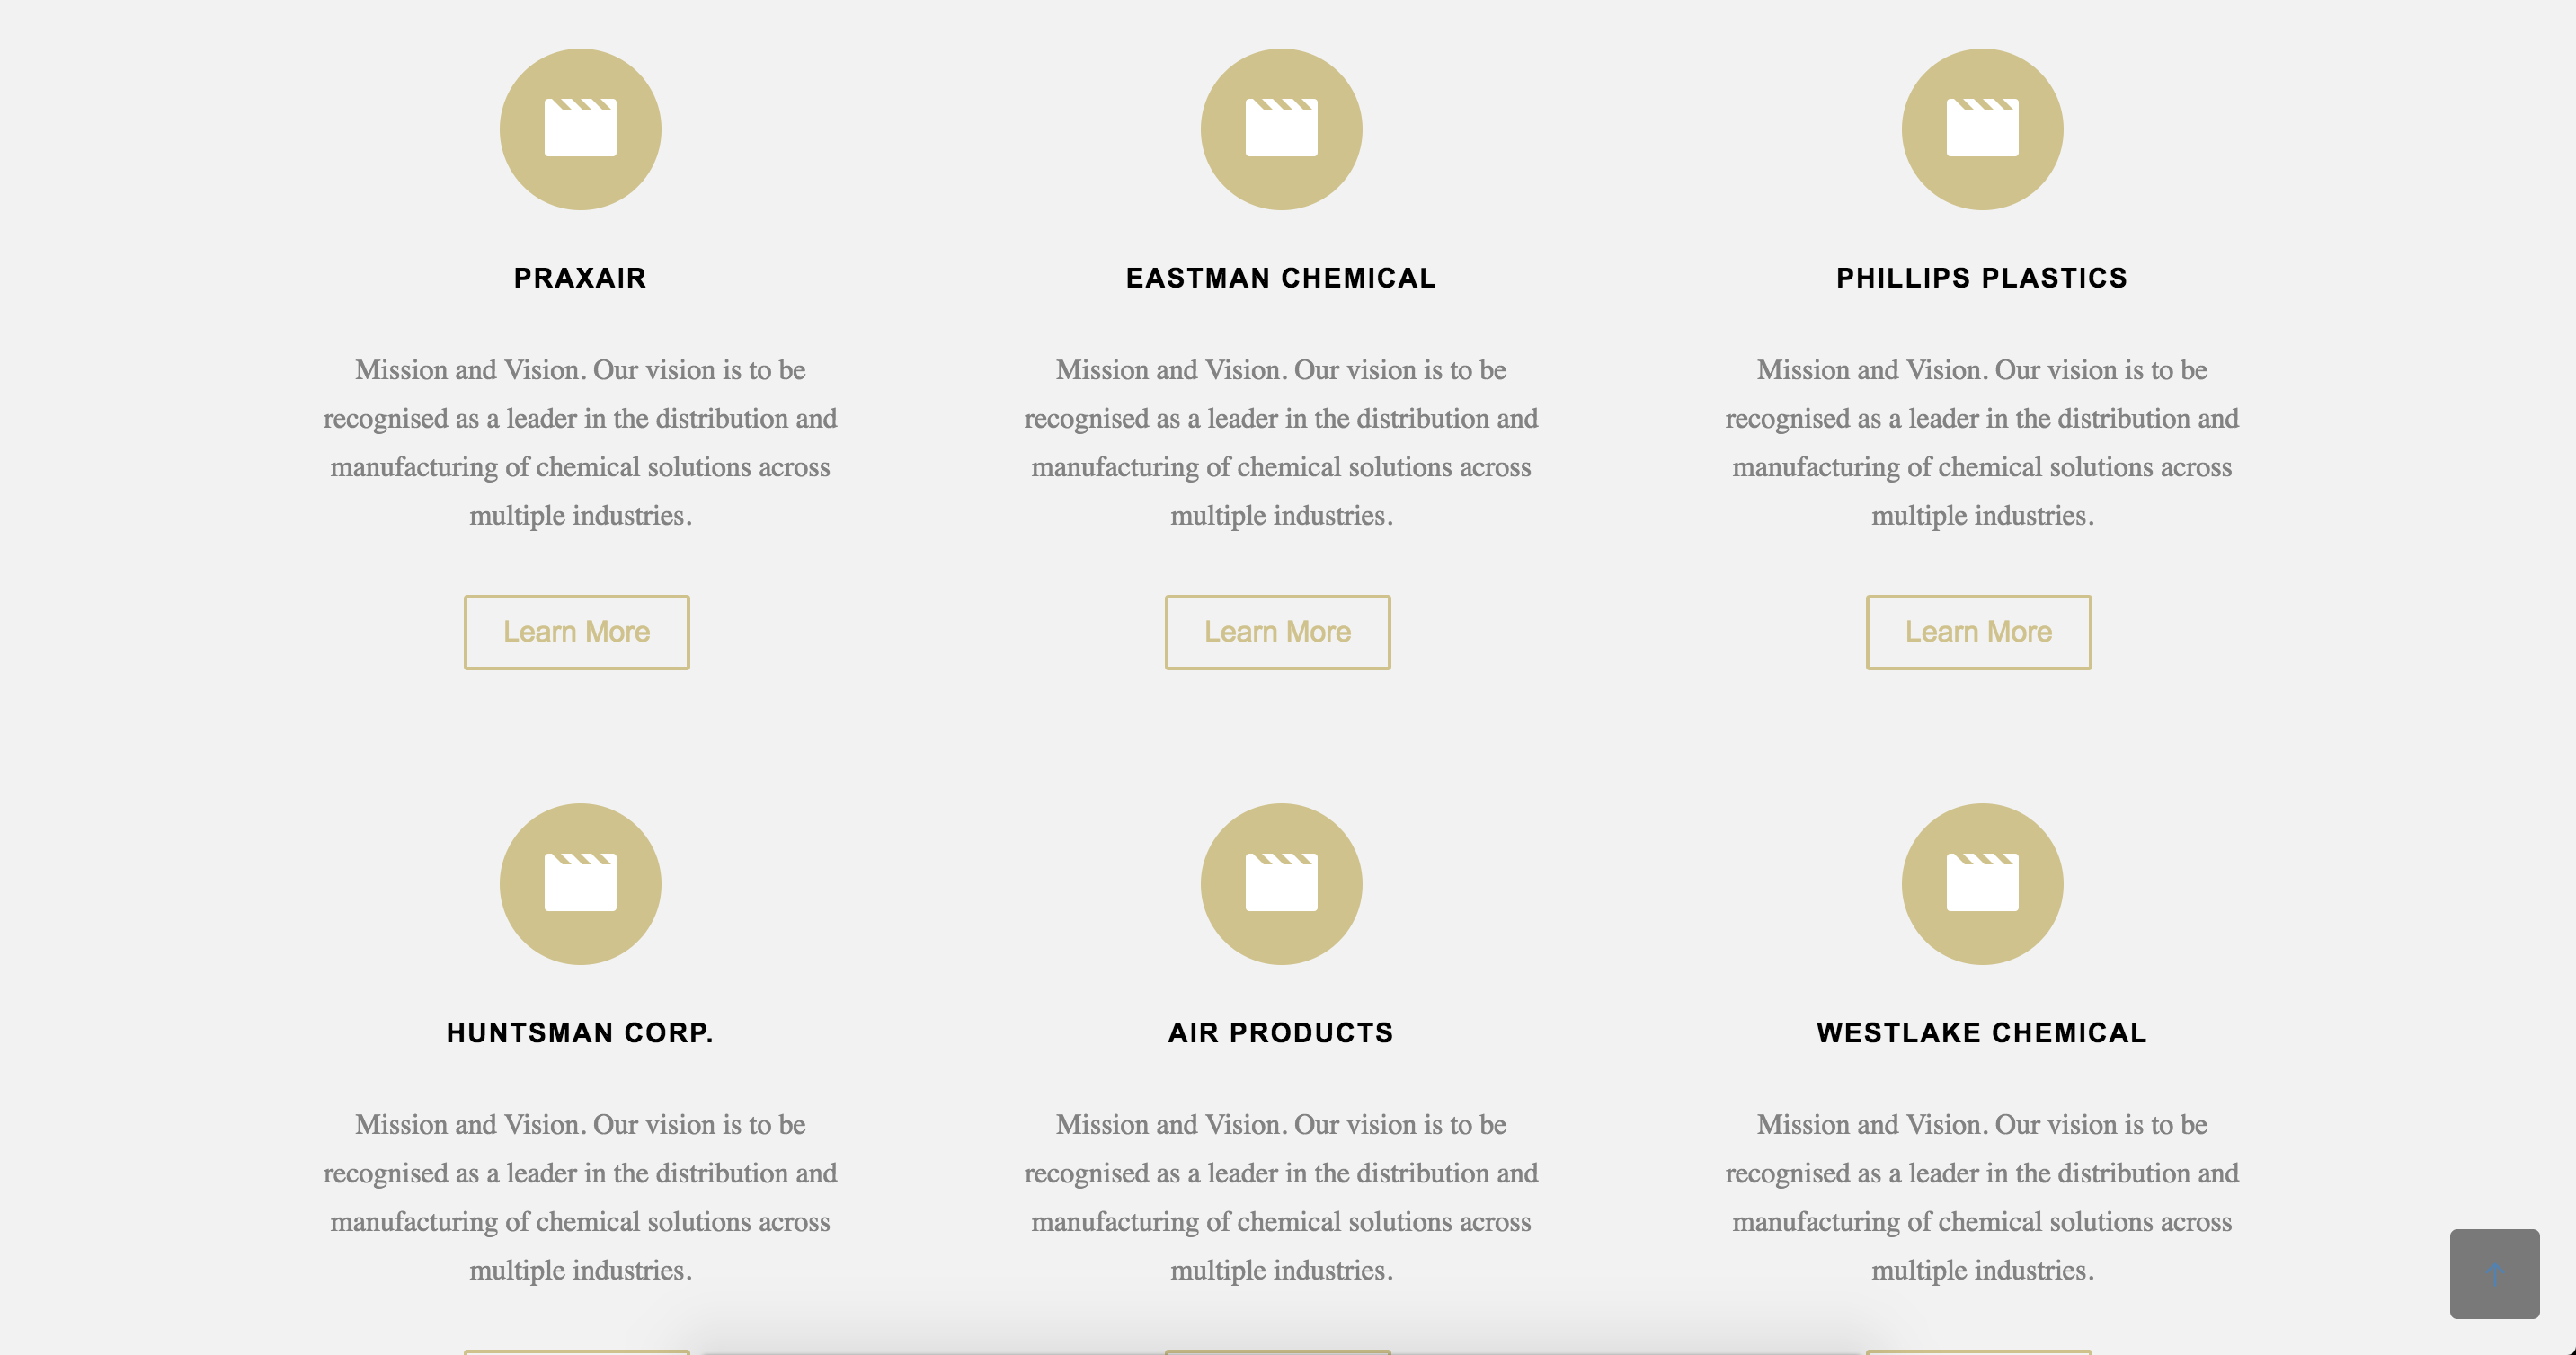 PRAXAIR
Mission and Vision. Our vision is to be
recognised as a leader in the distribution and
manufacturing of chemical solutions across
multiple industries.
Learn More
EASTMAN CHEMICAL
Mission and Vision. Our vision is to be
recognised as a leader in the distribution and
manufacturing of chemical solutions across
multiple industries.
Learn More
PHILLIPS PLASTICS
Mission and Vision. Our vision is to be
recognised as a leader in the distribution and
manufacturing of chemical solutions across
multiple industries.
Learn More
HUNTSMAN CORP.
Mission and Vision. Our vision is to be
recognised as a leader in the distribution and
manufacturing of chemical solutions across
multiple industries.
AIR PRODUCTS
Mission and Vision. Our vision is to be
recognised as a leader in the distribution and
manufacturing of chemical solutions across
multiple industries.
WESTLAKE CHEMICAL
Mission and Vision. Our vision is to be
recognised as a leader in the distribution and
manufacturing of chemical solutions across
multiple industries.